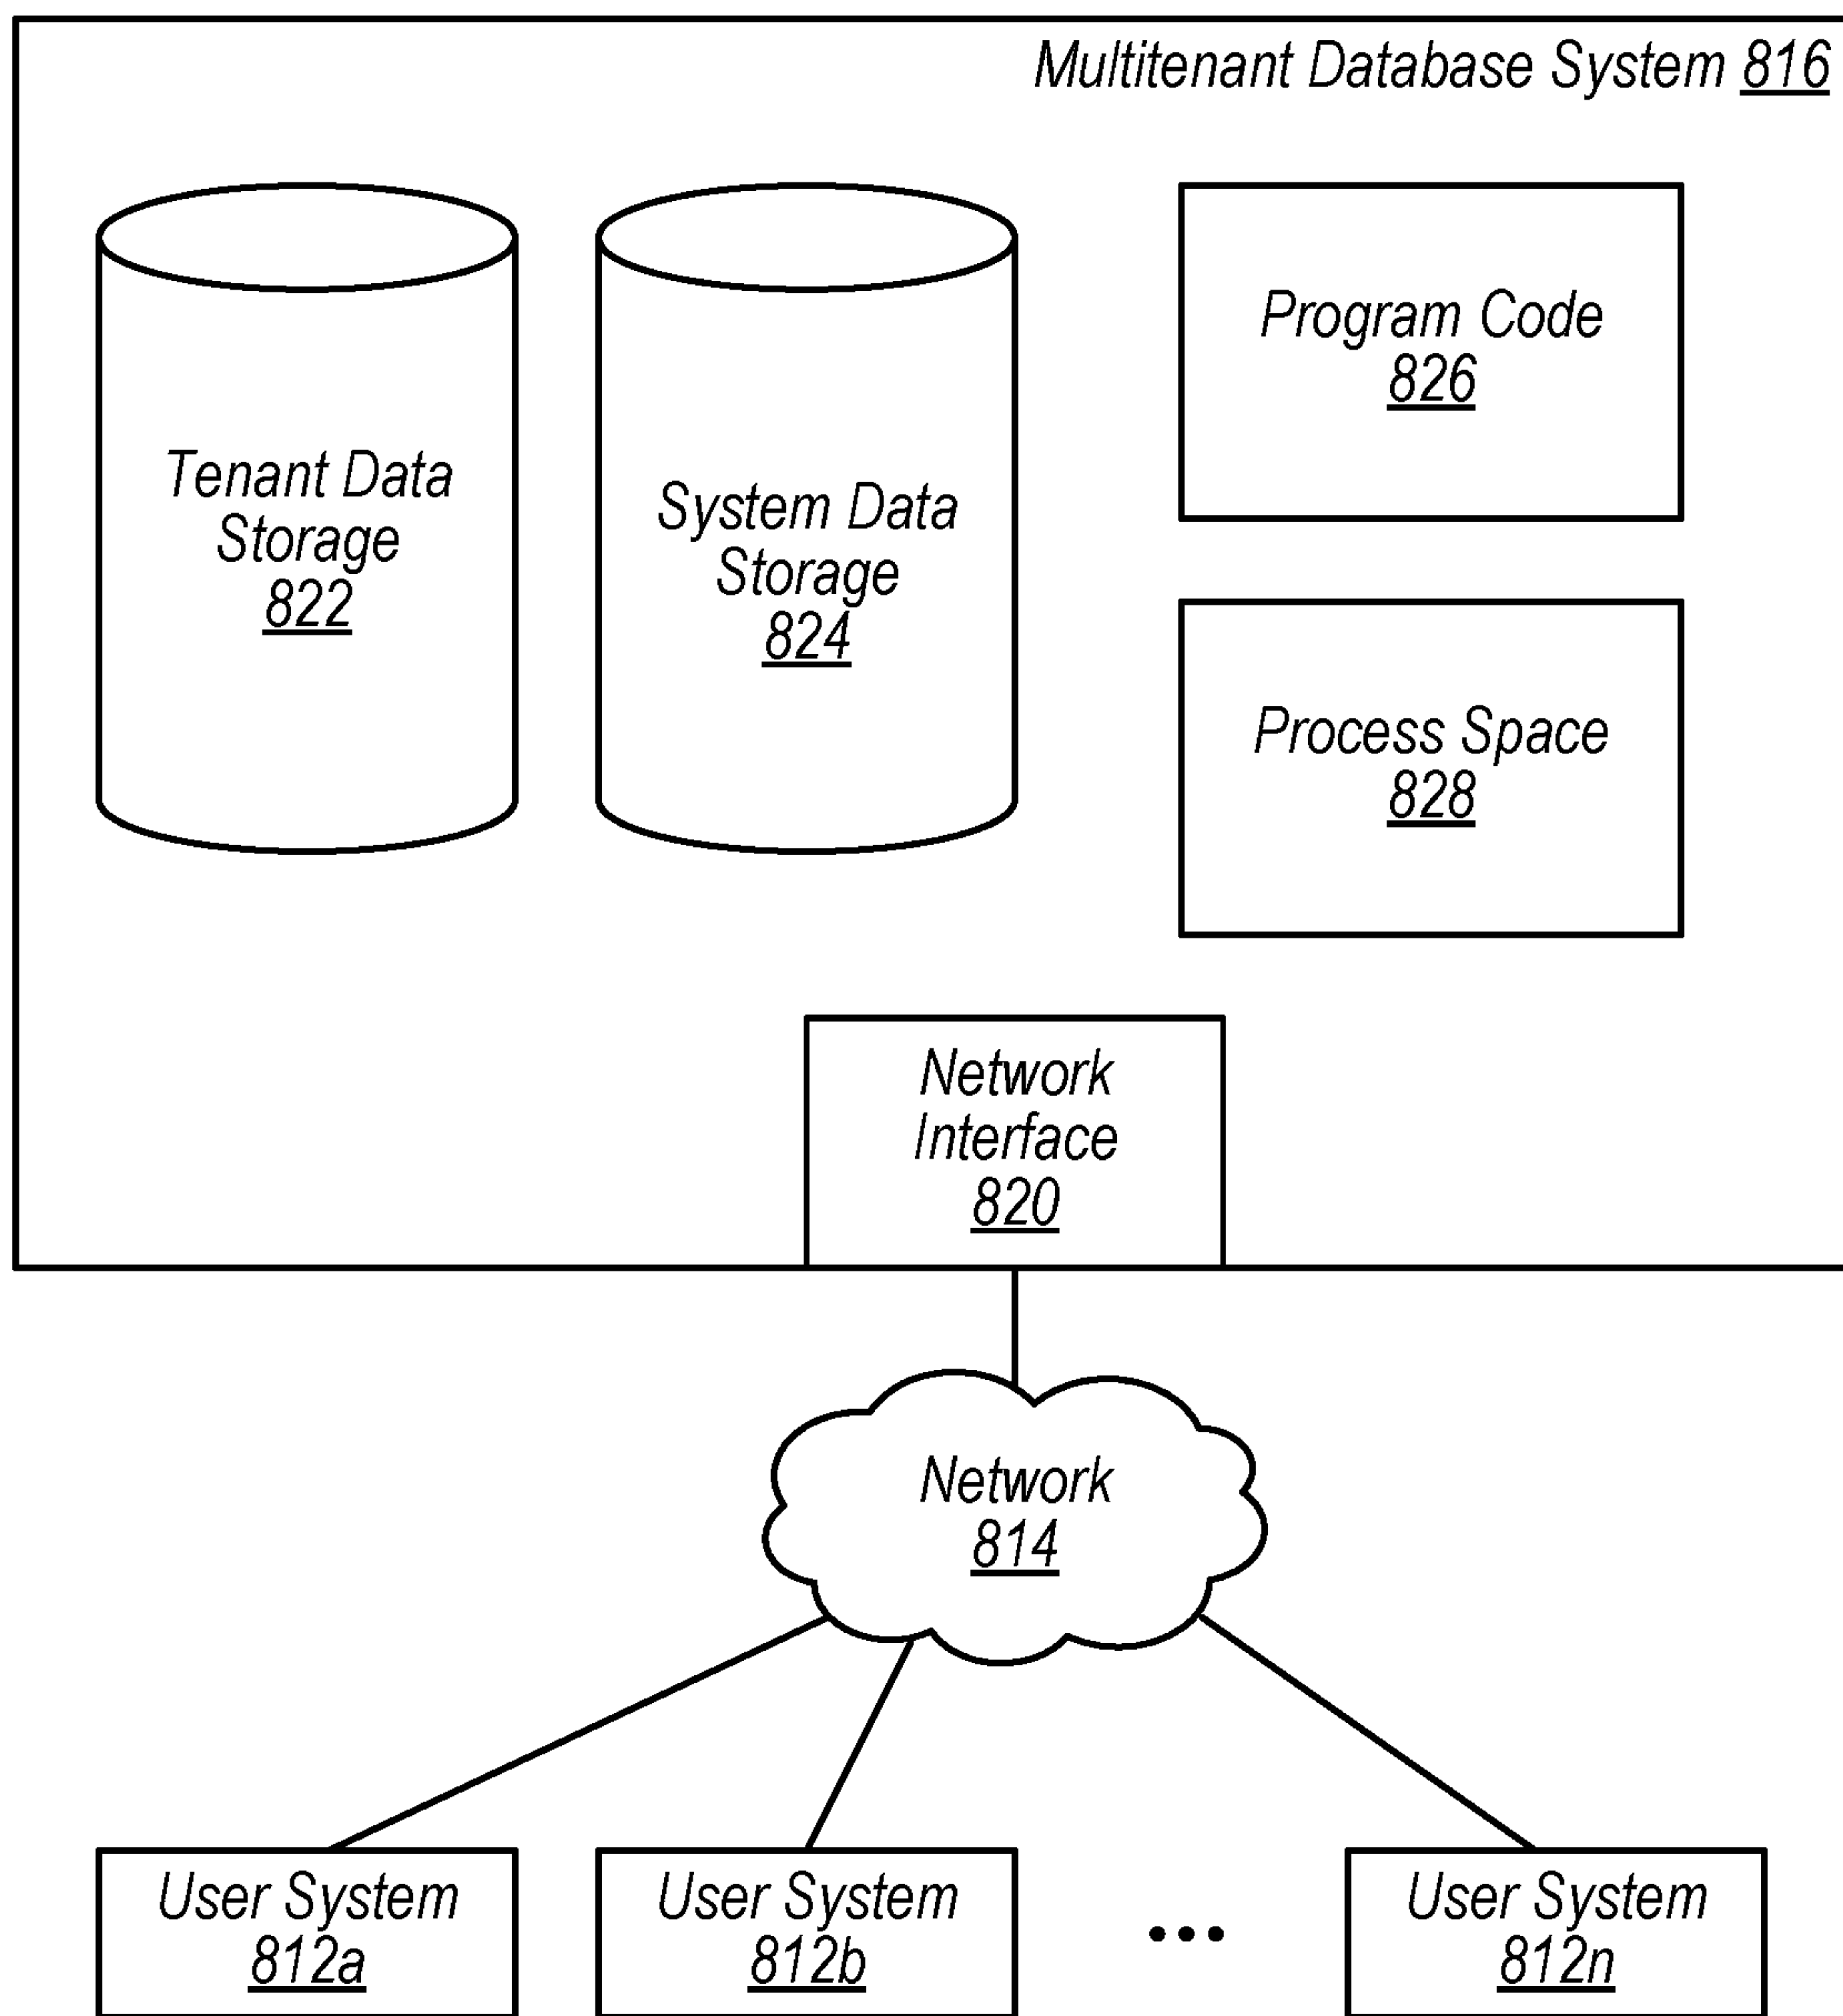 Multitenant Database System 816
Tenant Data
Storage
822
System Data
Storage
824
Program Code
826
Process Space
828
Network
Interface
820
Network
814
User System
812a
User System
812b
...
User System
812n